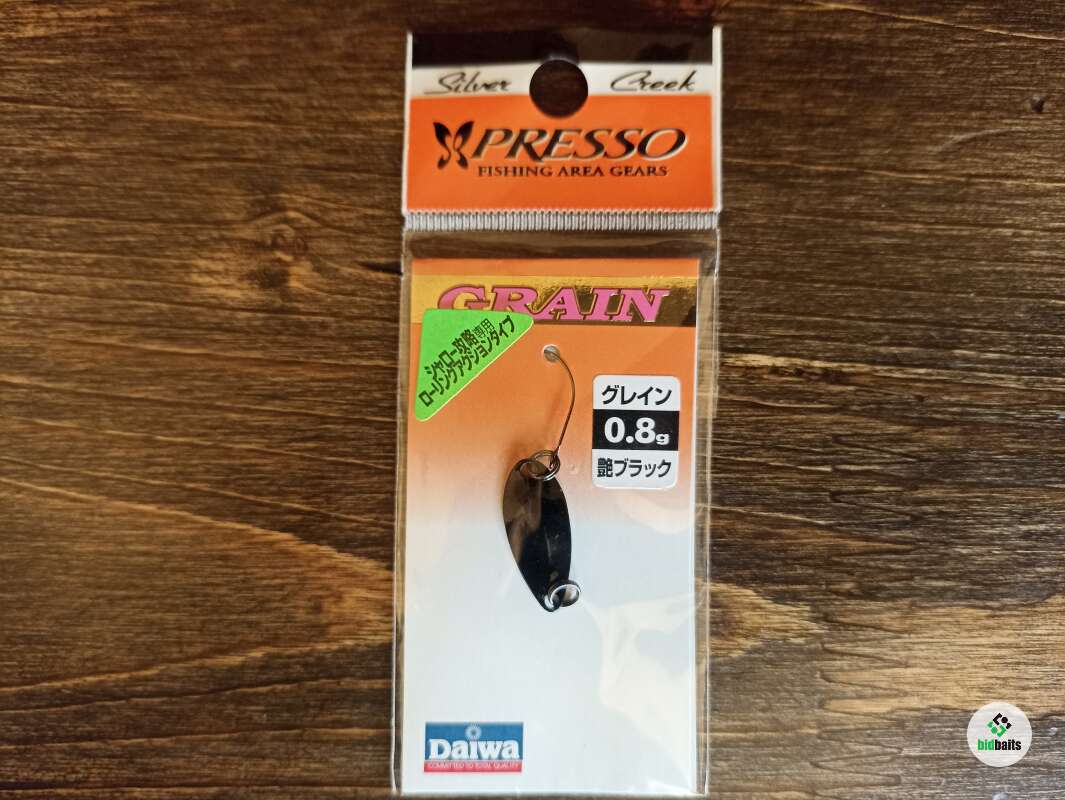 Silver Creek
PRESSO
FISHING AREA GEARS
GRAIN
シャロー攻略専用
ローリングアクションタイプ
グレイン
0.8g
艶ブラック
Daiwa
COMMITTED TO TOTAL QUALITY
bidbaits